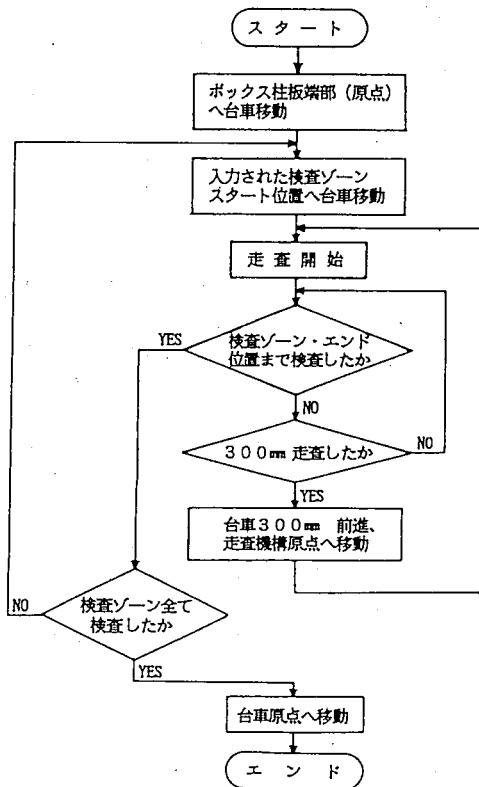 スタート
ボックス柱板端部（原点）
へ台車移動
入力された検査ゾーン
スタート位置へ台車移動
走査開始
検査ゾーン・エンド
位置まで検査したか
YES
NO
300mm 走査したか
NO
YES
台車300mm 前進、
走査機構原点へ移動
検査ゾーン全て
検査したか
NO
YES
台車原点へ移動
エンド